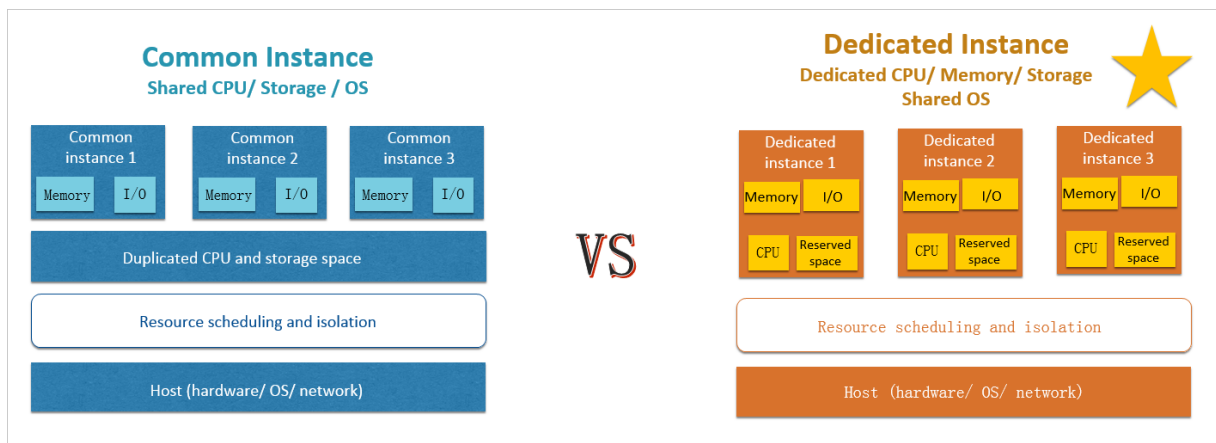 Common Instance
Shared CPU/ Storage / OS
Common
instance 1
Memory
I/O
Common
instance 2
Memory
I/O
Common
instance 3
Memory
I/O
Duplicated CPU and storage space
Resource scheduling and isolation
Host (hardware/ OS/ network)
VS
Dedicated Instance
Dedicated CPU/ Memory/ Storage
Shared OS
Dedicated
instance 1
Memory
I/O
CPU
Reserved
space
Dedicated
instance 2
Memory
I/O
CPU
Reserved
space
Dedicated
instance 3
Memory
I/O
CPU
Reserved
space
Resource scheduling and isolation
Host (hardware/ OS/ network)